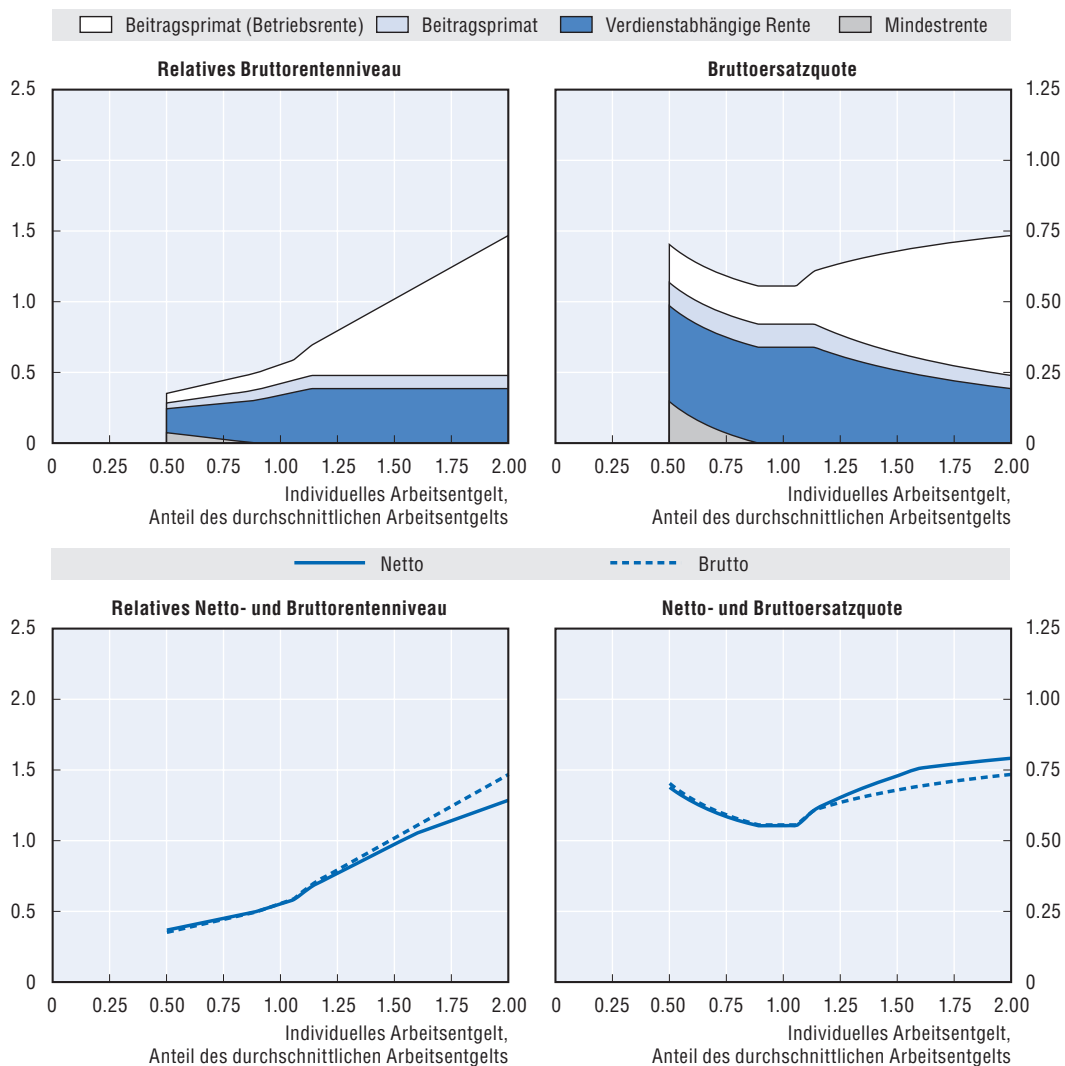 Beitragsprimat (Betriebsrente) Beitragsprimat Verdienstabhängige Rente Mindestrente
Relatives Bruttorentenniveau
2.5
2.0
1.5
1.0
0.5
0
0 0.25 0.50 0.75 1.00 1.25 1.50 1.75 2.00
Individuelles Arbeitsentgelt,
Anteil des durchschnittlichen Arbeitsentgelts
Bruttoersatzquote
1.25
1.00
0.75
0.50
0.25
0
0 0.25 0.50 0.75 1.00 1.25 1.50 1.75 2.00
Individuelles Arbeitsentgelt,
Anteil des durchschnittlichen Arbeitsentgelts
Netto Brutto
Relatives Netto- und Bruttorentenniveau
2.5
2.0
1.5
1.0
0.5
0
0 0.25 0.50 0.75 1.00 1.25 1.50 1.75 2.00
Individuelles Arbeitsentgelt,
Anteil des durchschnittlichen Arbeitsentgelts
Netto- und Bruttoersatzquote
1.25
1.00
0.75
0.50
0.25
0
0 0.25 0.50 0.75 1.00 1.25 1.50 1.75 2.00
Individuelles Arbeitsentgelt,
Anteil des durchschnittlichen Arbeitsentgelts